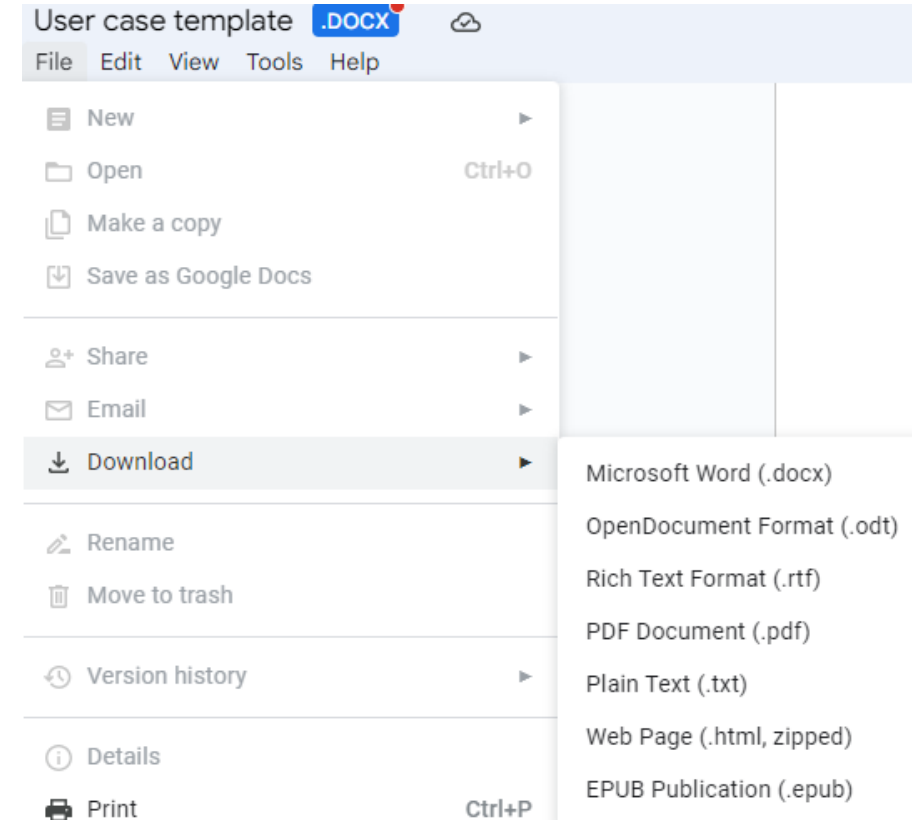 User case template .DOCX
File Edit View Tools Help
New
Open Ctrl+O
Make a copy
Save as Google Docs
Share
Email
Download
Microsoft Word (.docx)
OpenDocument Format (.odt)
Rich Text Format (.rtf)
PDF Document (.pdf)
Plain Text (.txt)
Web Page (.html, zipped)
EPUB Publication (.epub)
Rename
Move to trash
Version history
Details
Print Ctrl+P